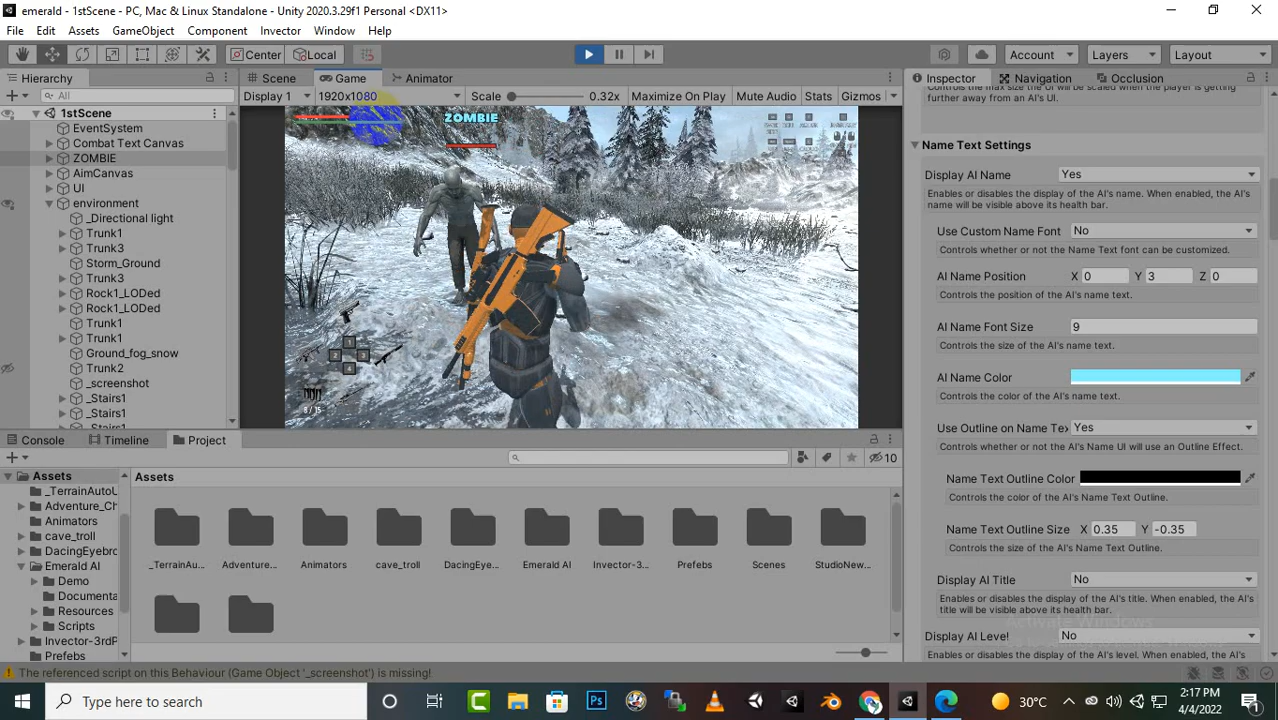 emerald - 1stScene - PC, Mac & Linux Standalone - Unity 2020.3.29f1 Personal <DX11>
File Edit Assets GameObject Component Invector Window Help
Center Local Account Layers Layout
Hierarchy Scene Game Animator Inspector Navigation Occlusion
All Display 1 1920x1080 Scale 0.32x Maximize On Play Mute Audio Stats Gizmos
Controls the max size the UI will be scaled when the player is getting
further away from an AI's UI.
1stScene
EventSystem
Combat Text Canvas
ZOMBIE
AimCanvas
UI
environment
_Directional light
Trunk1
Trunk3
Storm_Ground
Trunk3
Rock1_LODed
Rock1_LODed
Trunk1
Trunk1
Ground_fog_snow
Trunk2
_screenshot
_Stairs1
_Stairs1
_Stairs1
ZOMBIE
8 / 15
Name Text Settings
Display AI Name Yes
Enables or disables the display of the AI's name. When enabled, the AI's
name will be visible above its health bar.
Use Custom Name Font No
Controls whether or not the Name Text font can be customized.
AI Name Position X 0 Y 3 Z 0
Controls the position of the AI's name text.
AI Name Font Size 9
Controls the size of the AI's name text.
AI Name Color
Controls the color of the AI's name text.
Use Outline on Name Te Yes
Controls whether or not the AI's Name UI will use an Outline Effect.
Name Text Outline Color
Controls the color of the AI's Name Text Outline.
Name Text Outline Size X 0.35 Y -0.35
Controls the size of the AI's Name Text Outline.
Display AI Title No
Enables or disables the display of the AI's title. When enabled, the AI's
title will be visible above its health bar.
Display AI Level No
Enables or disables the display of the AI's level. When enabled, the AI's
Activate Windows
Console Timeline Project
10
Assets
_TerrainAutoU
Adventure_Ch
Animators
cave_troll
DacingEyebro
Emerald AI
Demo
Documenta
Resources
Scripts
Invector-3rdP
Prefebs
Assets
_TerrainAu... Adventure... Animators cave_troll DacingEye... Emerald AI Invector-3... Prefebs Scenes StudioNew...
The referenced script on this Behaviour (Game Object '_screenshot') is missing!
Type here to search
30°C
2:17 PM
4/4/2022
1